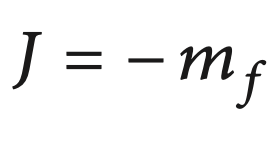 J = − m_f